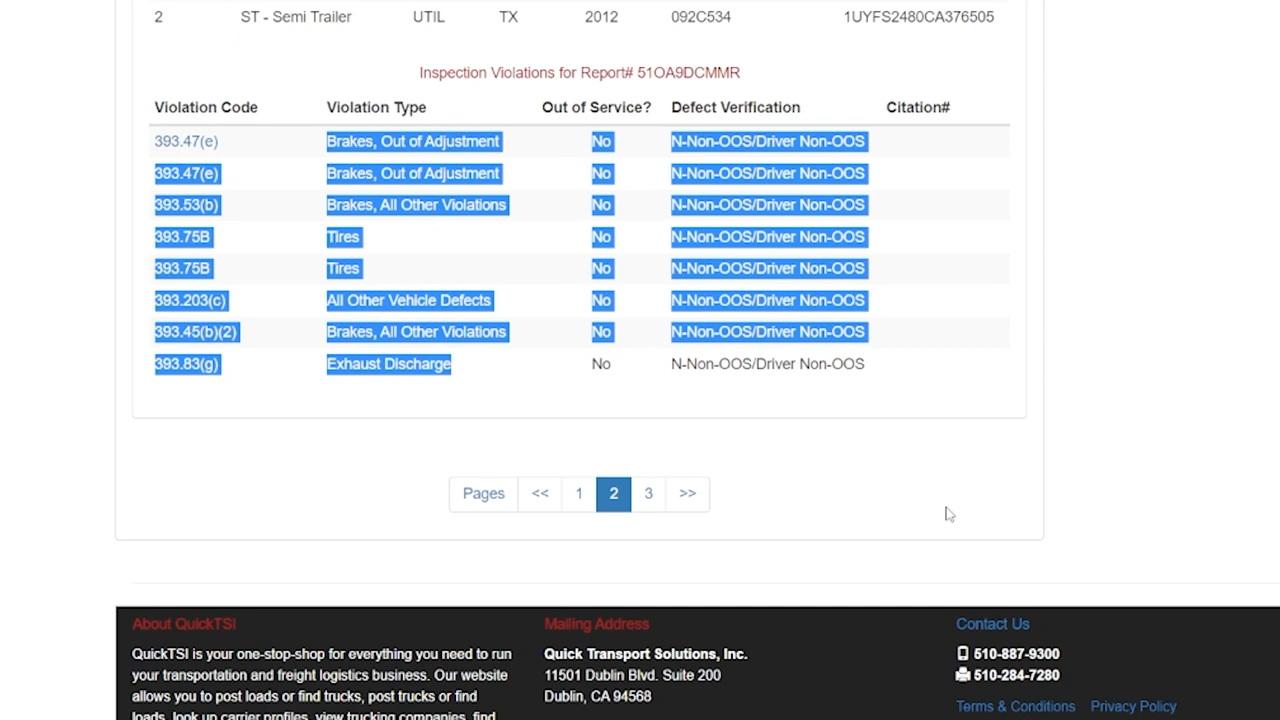 2 ST - Semi Trailer UTIL TX 2012 092C534 1UYFS2480CA376505
Inspection Violations for Report# 51OA9DCMMR
Violation Code Violation Type Out of Service? Defect Verification Citation#
393.47(e) Brakes, Out of Adjustment No N-Non-OOS/Driver Non-OOS
393.47(e) Brakes, Out of Adjustment No N-Non-OOS/Driver Non-OOS
393.53(b) Brakes, All Other Violations No N-Non-OOS/Driver Non-OOS
393.75B Tires No N-Non-OOS/Driver Non-OOS
393.75B Tires No N-Non-OOS/Driver Non-OOS
393.203(c) All Other Vehicle Defects No N-Non-OOS/Driver Non-OOS
393.45(b)(2) Brakes, All Other Violations No N-Non-OOS/Driver Non-OOS
393.83(g) Exhaust Discharge No N-Non-OOS/Driver Non-OOS
Pages << 1 2 3 >>
About QuickTSI
QuickTSI is your one-stop-shop for everything you need to run
your transportation and freight logistics business. Our website
allows you to post loads or find trucks, post trucks or find
loads, look up carrier profiles, view trucking companies, find
Mailing Address
Quick Transport Solutions, Inc.
11501 Dublin Blvd. Suite 200
Dublin, CA 94568
Contact Us
510-887-9300
510-284-7280
Terms & Conditions Privacy Policy